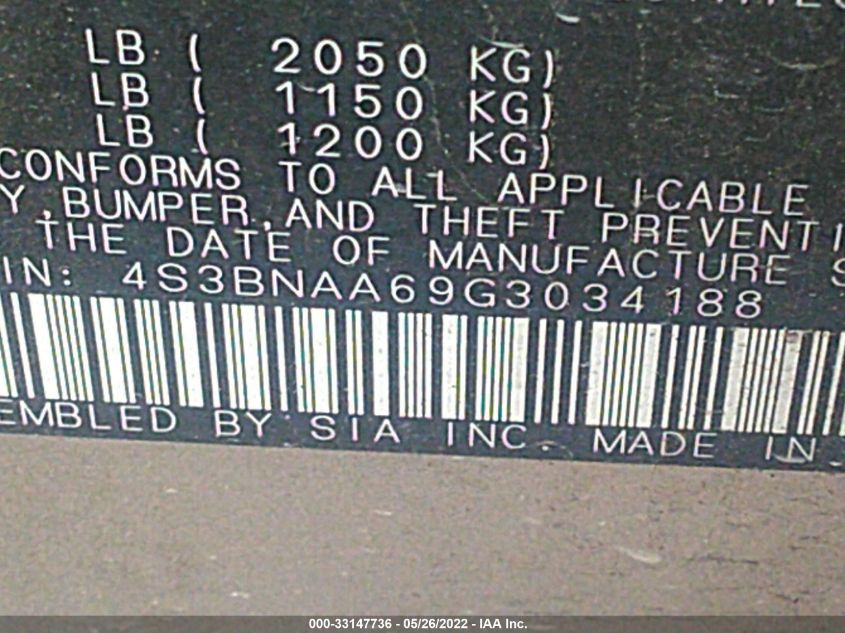 LB ( 2050 KG)
LB ( 1150 KG)
LB ( 1200 KG)
CONFORMS TO ALL APPLICABLE
Y,BUMPER,AND THEFT PREVENTI
THE DATE OF MANUFACTURE S
IN: 4S3BNAA69G3034188
EMBLED BY SIA INC. MADE IN
000-33147736 - 05/26/2022 - IAA Inc.